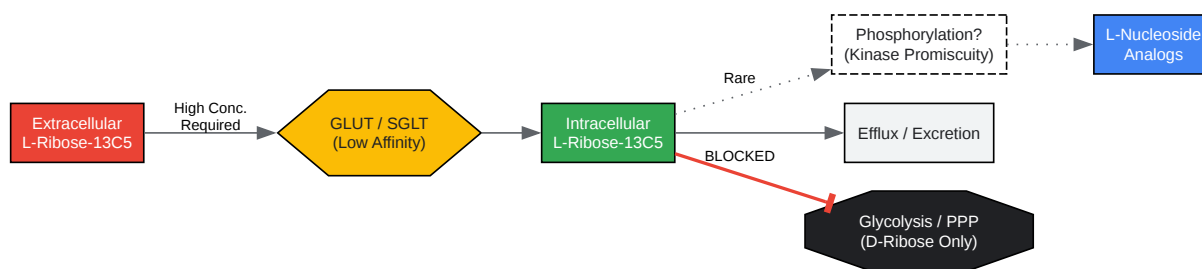 Extracellular
L-Ribose-13C5
High Conc.
Required
GLUT / SGLT
(Low Affinity)
Intracellular
L-Ribose-13C5
Rare
Phosphorylation?
(Kinase Promiscuity)
L-Nucleoside
Analogs
Efflux / Excretion
BLOCKED
Glycolysis / PPP
(D-Ribose Only)